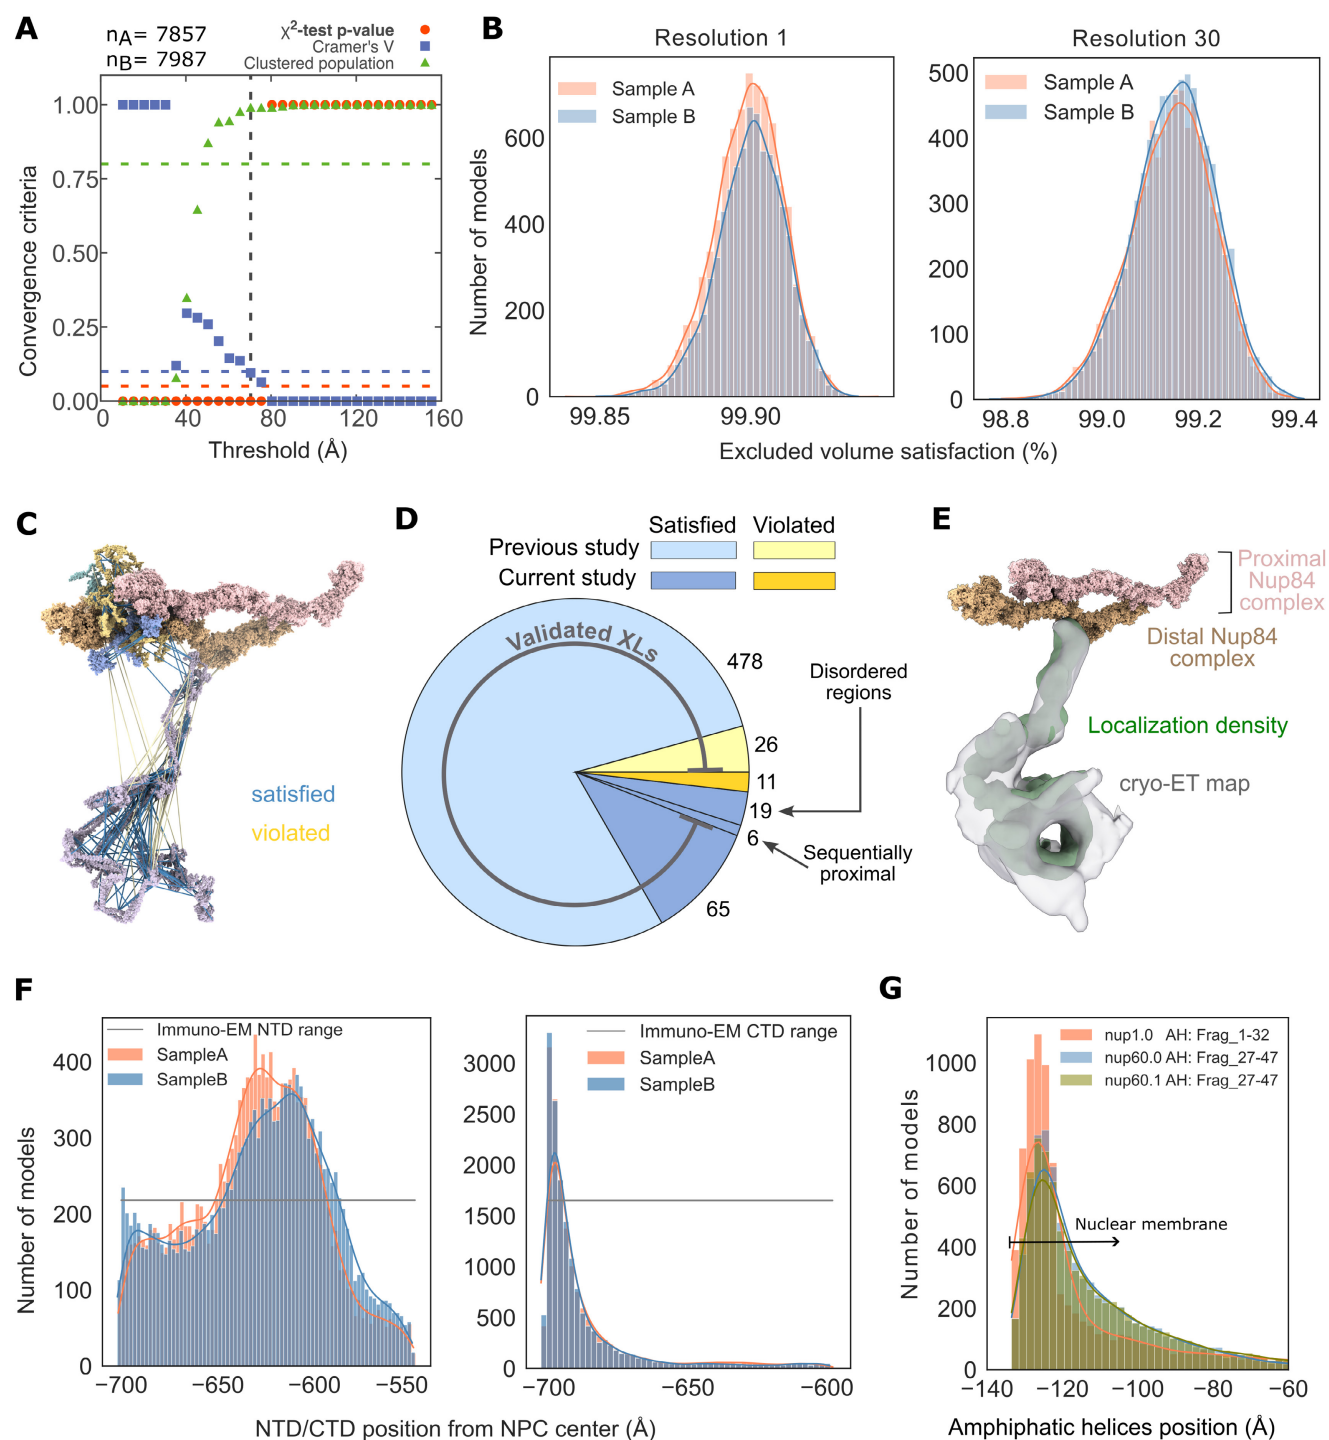 A
nA= 7857
nB= 7987
χ²-test p-value
Cramer's V
Clustered population
Convergence criteria
1.00
0.75
0.50
0.25
0.00
0
40
80
120
160
Threshold (Å)
B
Resolution 1
Sample A
Sample B
Number of models
600
400
200
0
99.85
99.90
Resolution 30
Sample A
Sample B
500
400
300
200
100
0
98.8
99.0
99.2
99.4
Excluded volume satisfaction (%)
C
satisfied
violated
D
Satisfied
Violated
Previous study
Current study
Validated XLs
478
26
11
19
6
65
Disordered
regions
Sequentially
proximal
E
Proximal
Nup84
complex
Distal Nup84
complex
Localization density
cryo-ET map
F
Immuno-EM NTD range
SampleA
SampleB
Number of models
400
300
200
100
0
−700
−650
−600
−550
Immuno-EM CTD range
SampleA
SampleB
3000
2500
2000
1500
1000
500
0
−700
−650
−600
NTD/CTD position from NPC center (Å)
G
nup1.0 AH: Frag_1-32
nup60.0 AH: Frag_27-47
nup60.1 AH: Frag_27-47
Nuclear membrane
Number of models
1000
800
600
400
200
0
−140
−120
−100
−80
−60
Amphiphatic helices position (Å)